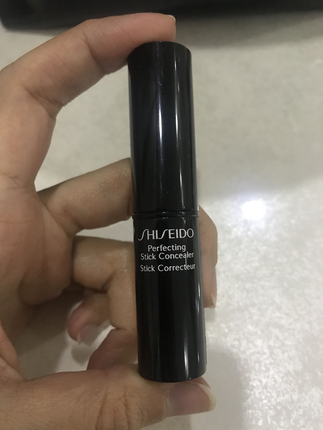 SHISEIDO
Perfecting
Stick Concealer
Stick Correcteur